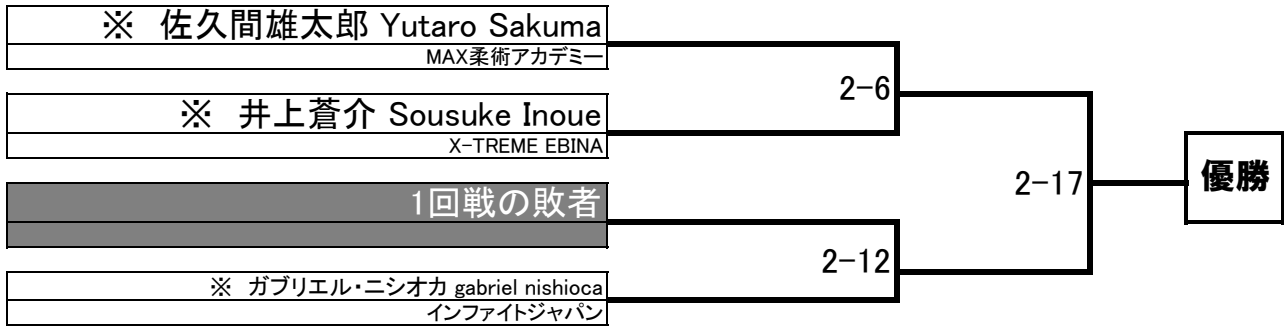 ※ 佐久間雄太郎 Yutaro Sakuma
MAX柔術アカデミー
2-6
※ 井上蒼介 Sousuke Inoue
X-TREME EBINA
2-17
優勝
1回戦の敗者
2-12
※ ガブリエル・ニシオカ gabriel nishioca
インファイトジャパン